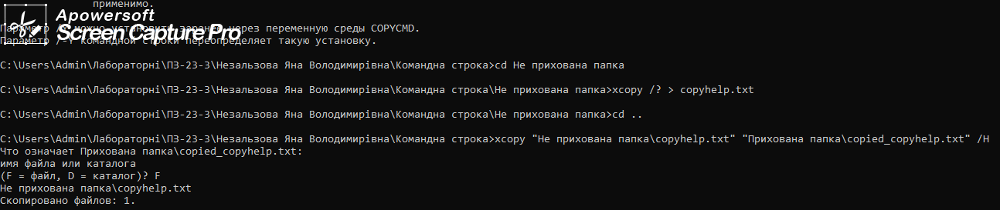 применимо.
Apowersoft
Screen Capture Pro
Параметр /Y можно установить заранее через переменную среды COPYCMD.
Параметр /-Y командной строки переопределяет такую установку.
C:\Users\Admin\Лабораторні\ПЗ-23-3\Незальзова Яна Володимирівна\Командна строка>cd Не прихована папка
C:\Users\Admin\Лабораторні\ПЗ-23-3\Незальзова Яна Володимирівна\Командна строка\Не прихована папка>xcopy /? > copyhelp.txt
C:\Users\Admin\Лабораторні\ПЗ-23-3\Незальзова Яна Володимирівна\Командна строка\Не прихована папка>cd ..
C:\Users\Admin\Лабораторні\ПЗ-23-3\Незальзова Яна Володимирівна\Командна строка>xcopy "Не прихована папка\copyhelp.txt" "Прихована папка\copied_copyhelp.txt" /H
Что означает Прихована папка\copied_copyhelp.txt:
имя файла или каталога
(F = файл, D = каталог)? F
Не прихована папка\copyhelp.txt
Скопировано файлов: 1.